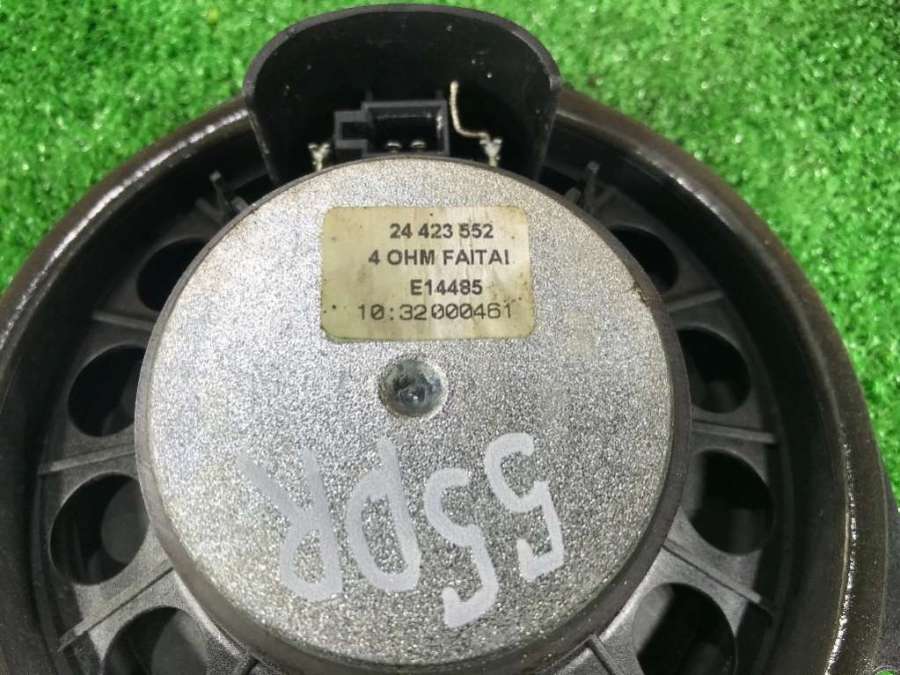 24 423 552
4 OHM FAITAI
E14485
10:32000461
55DR